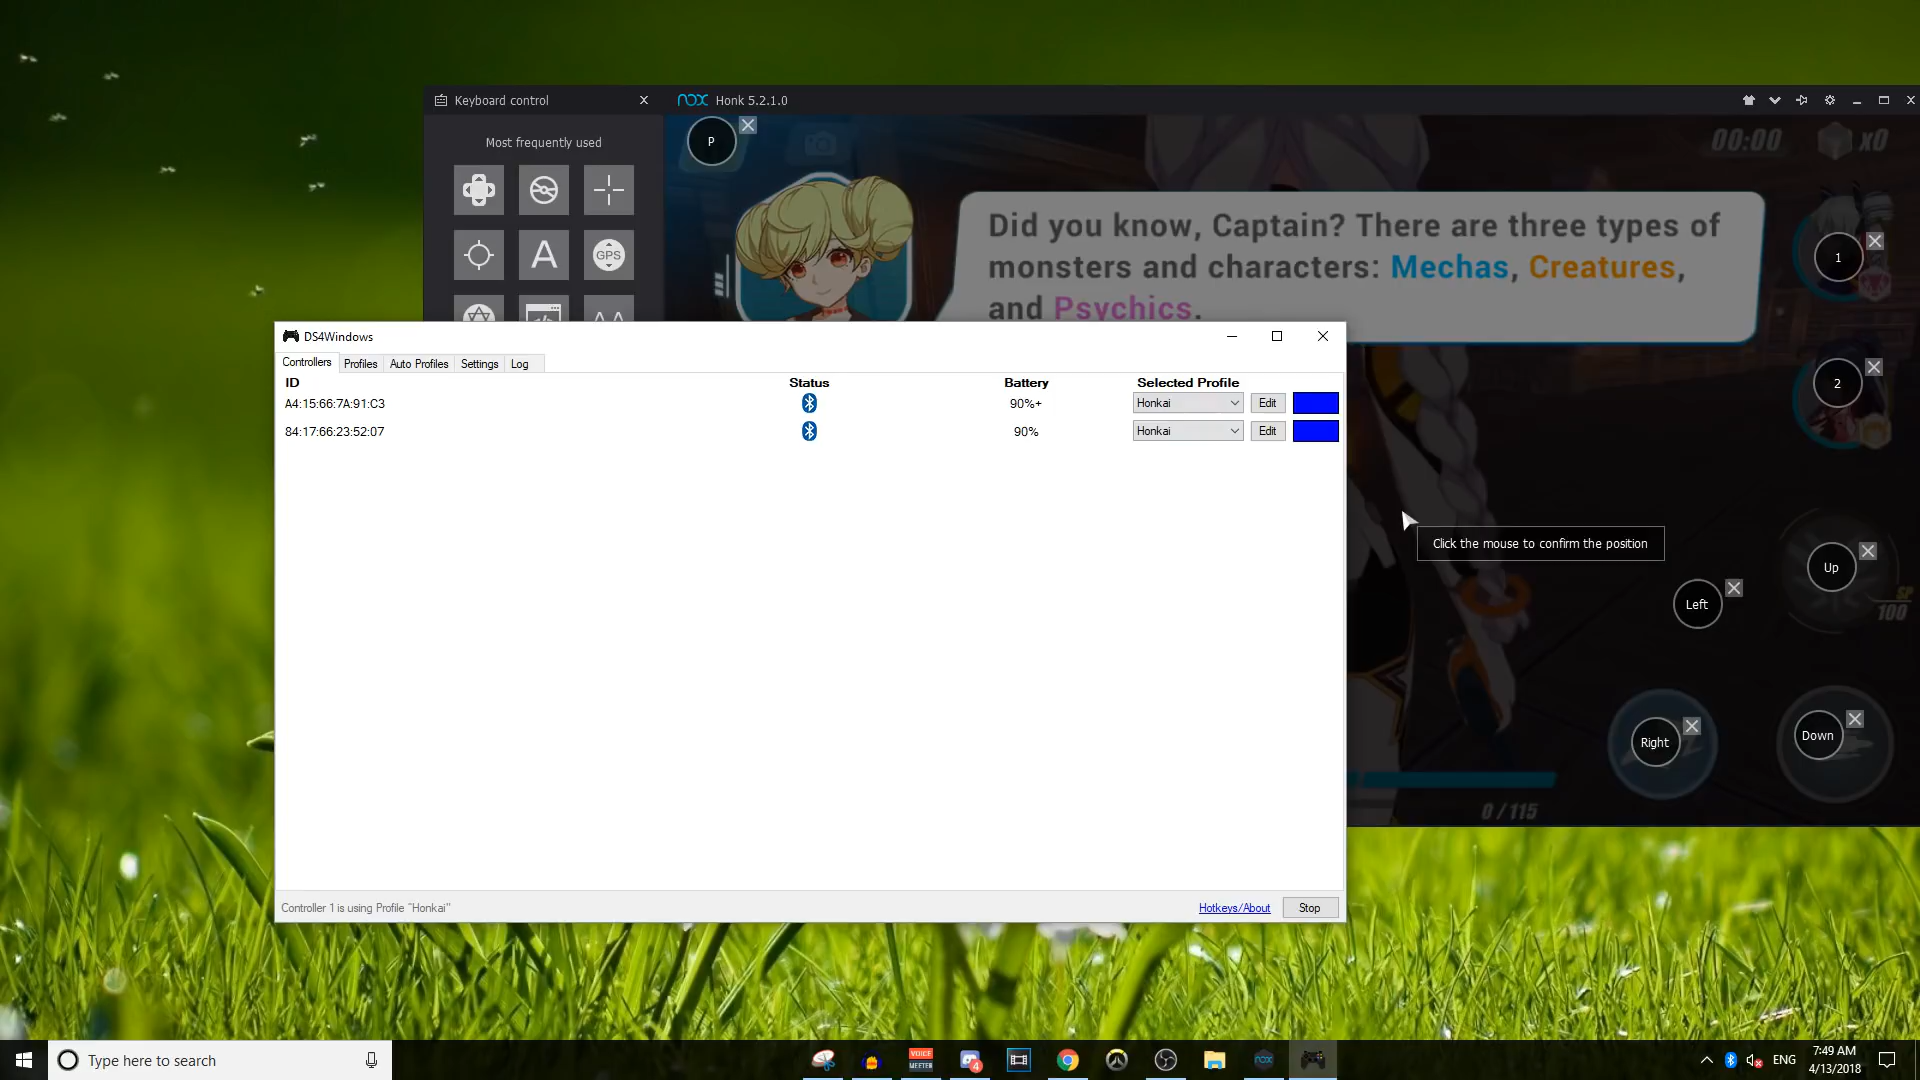 Keyboard control
nox Honk 5.2.1.0
Most frequently used
P
00:00
x0
A
GPS
Did you know, Captain? There are three types of
monsters and characters: Mechas, Creatures,
and Psychics.
1
2
DS4Windows
Controllers Profiles Auto Profiles Settings Log
ID Status Battery Selected Profile
A4:15:66:7A:91:C3 90%+ Honkai Edit
84:17:66:23:52:07 90% Honkai Edit
Click the mouse to confirm the position
Up
Left
SP
100
Right
Down
0 / 115
Controller 1 is using Profile "Honkai"
Hotkeys/About
Stop
Type here to search
VOICE
MEETER
4
nox
ENG
7:49 AM
4/13/2018